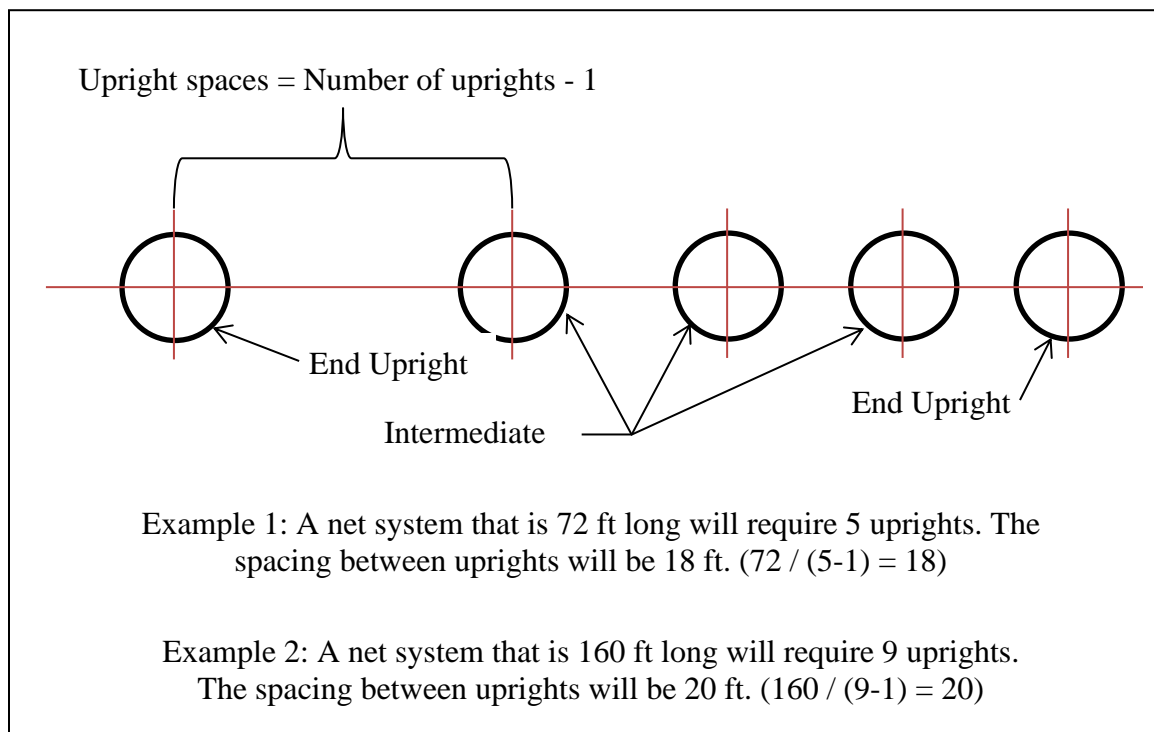 Upright spaces = Number of uprights - 1
End Upright
End Upright
Intermediate
Example 1: A net system that is 72 ft long will require 5 uprights. The
spacing between uprights will be 18 ft. (72 / (5-1) = 18)
Example 2: A net system that is 160 ft long will require 9 uprights.
The spacing between uprights will be 20 ft. (160 / (9-1) = 20)